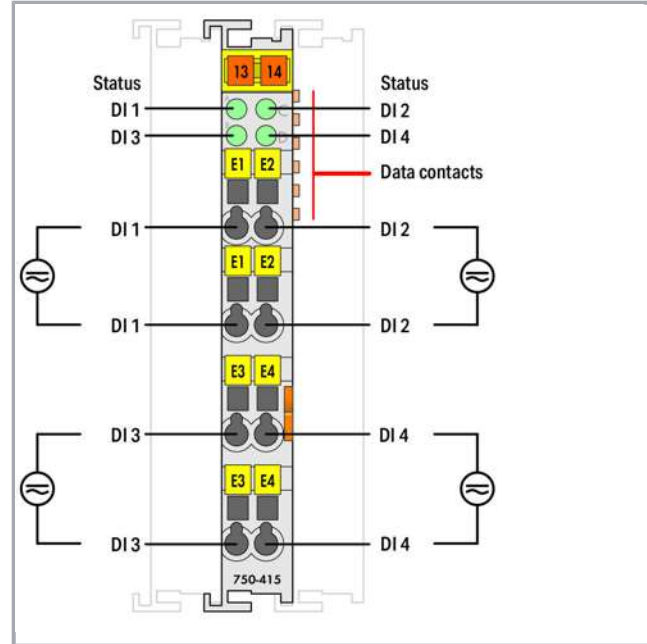 13 14
Status Status
DI 1 A C DI 2
DI 3 B D DI 4
E1 E2
Data contacts
DI 1 DI 2
E1 E2
DI 1 DI 2
E3 E4
DI 3 DI 4
E3 E4
DI 3 DI 4
750-415